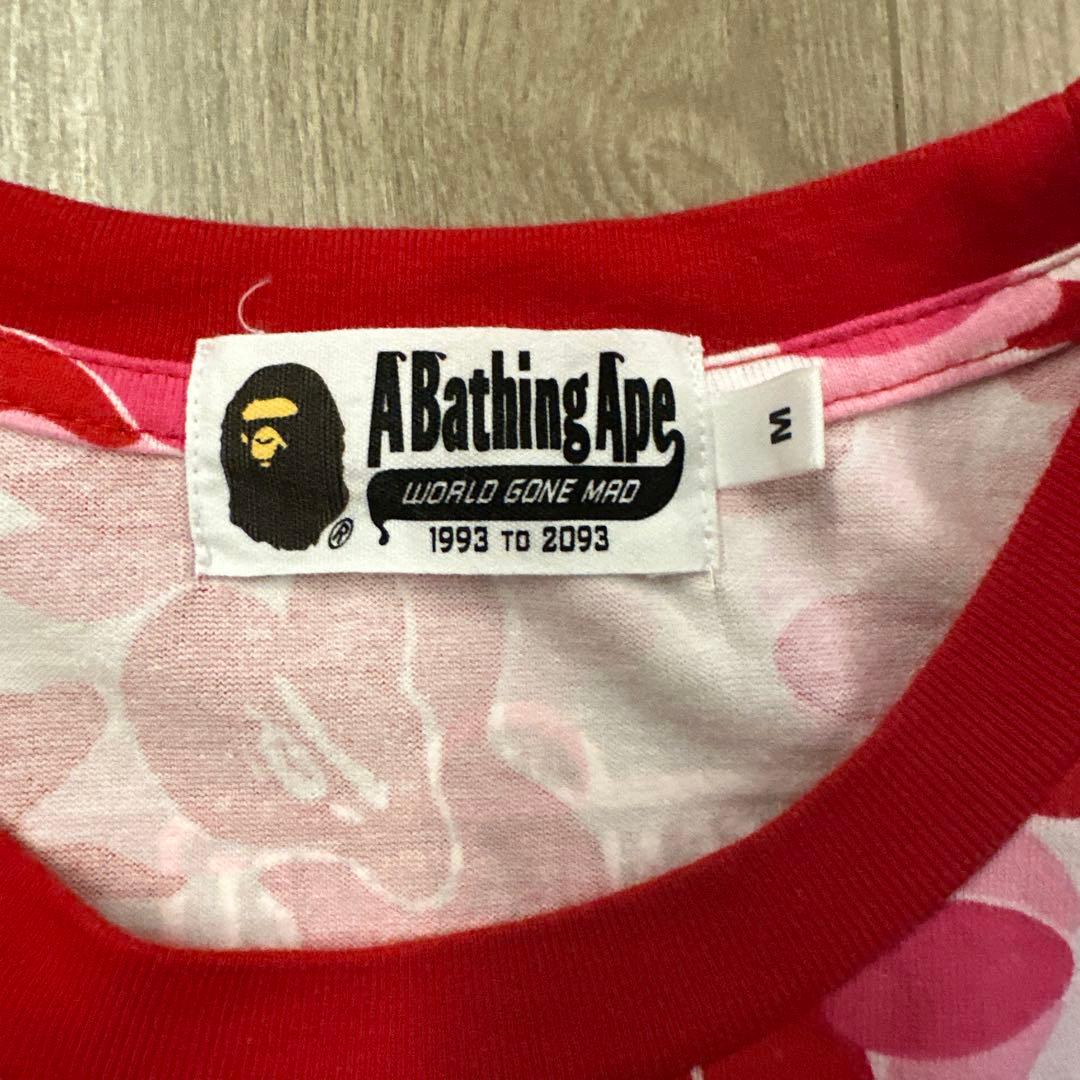 A Bathing Ape
WORLD GONE MAD
1993 TO 2093
®
M